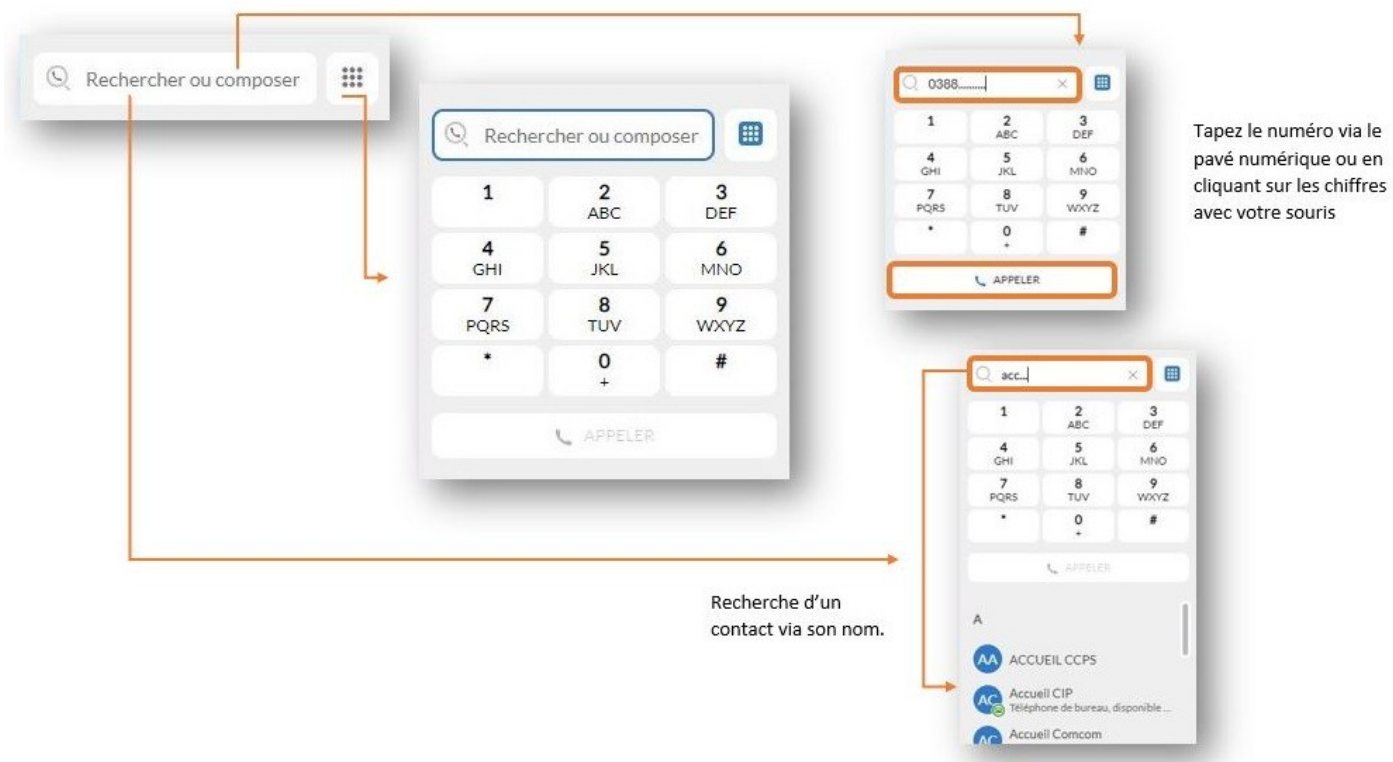 Rechercher ou composer
Rechercher ou composer
1 2 3
ABC DEF
4 5 6
GHI JKL MNO
7 8 9
PQRS TUV WXYZ
* 0 #
+
APPELER
0388.........
1 2 3
ABC DEF
4 5 6
GHI JKL MNO
7 8 9
PQRS TUV WXYZ
* 0 #
+
APPELER
Tapez le numéro via le
pavé numérique ou en
cliquant sur les chiffres
avec votre souris
Recherche d’un
contact via son nom.
acc...
1 2 3
ABC DEF
4 5 6
GHI JKL MNO
7 8 9
PQRS TUV WXYZ
* 0 #
+
APPELER
A
AA ACCUEIL CCPS
AC Accueil CIP
Téléphone de bureau, disponible ...
AC Accueil Comcom